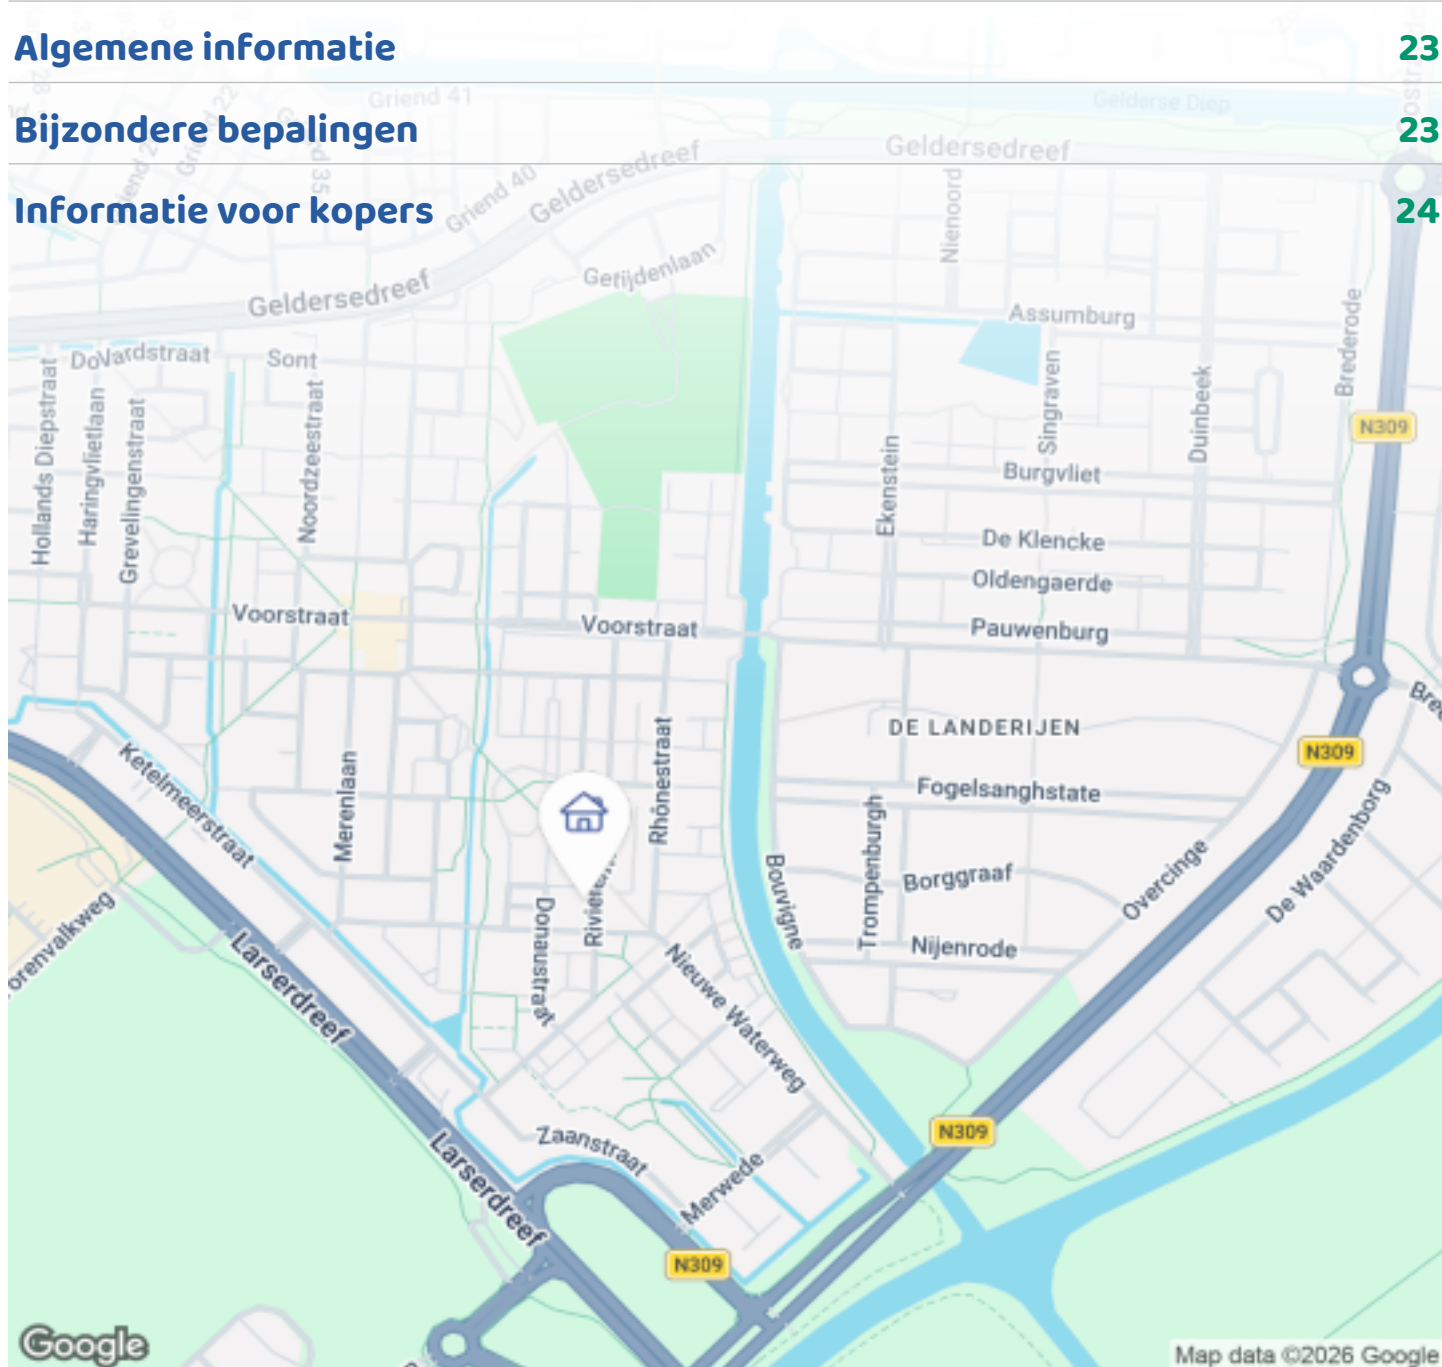 Algemene informatie 23
Griend 41
Gelderse Diep
Bijzondere bepalingen 23
Geldersedreef
Geldersedreef
Griend 40
Informatie voor kopers 24
Nienoord
Getijdenlaan
Geldersedreef
Assumburg
Brederode
Sont
Hollands Diepstraat
Haringvlietlaan
Grevelingenstraat
Noordzeestraat
Singraven
Duinbeek
N309
Ekenstein
Burgvliet
De Klencke
Oldengaerde
Voorstraat
Voorstraat
Pauwenburg
DE LANDERIJEN
N309
Ketelmeerstraat
Merenlaan
Rhônestraat
Fogelsanghstate
Trompenburgh
De Waardenborg
Bouvigne
Borggraaf
Overcinge
Donaustraat
Nijenrode
Larserdreef
Nieuwe Waterweg
Zaanstraat
N309
Larserdreef
Merwede
N309
Google
Map data ©2026 Google